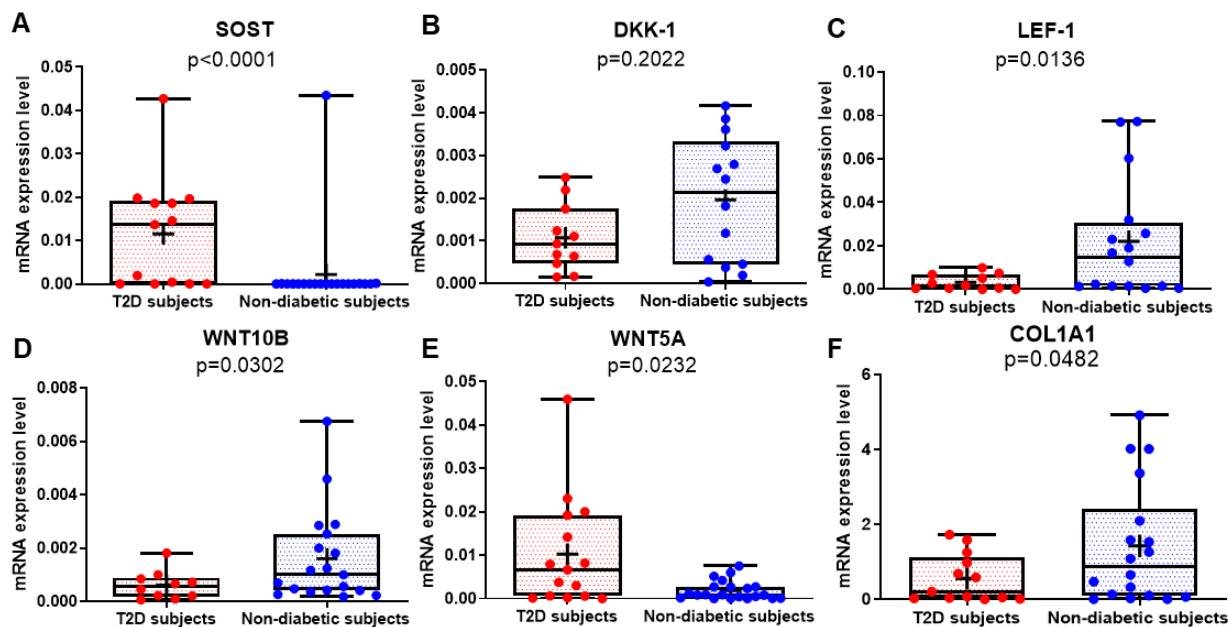 A
SOST
p<0.0001
mRNA expression level
0.05
0.04
0.03
0.02
0.01
0.00
T2D subjects
Non-diabetic subjects
B
DKK-1
p=0.2022
mRNA expression level
0.005
0.004
0.003
0.002
0.001
0.000
T2D subjects
Non-diabetic subjects
C
LEF-1
p=0.0136
mRNA expression level
0.10
0.08
0.06
0.04
0.02
0.00
T2D subjects
Non-diabetic subjects
D
WNT10B
p=0.0302
mRNA expression level
0.008
0.006
0.004
0.002
0.000
T2D subjects
Non-diabetic subjects
E
WNT5A
p=0.0232
mRNA expression level
0.05
0.04
0.03
0.02
0.01
0.00
T2D subjects
Non-diabetic subjects
F
COL1A1
p=0.0482
mRNA expression level
6
4
2
0
T2D subjects
Non-diabetic subjects